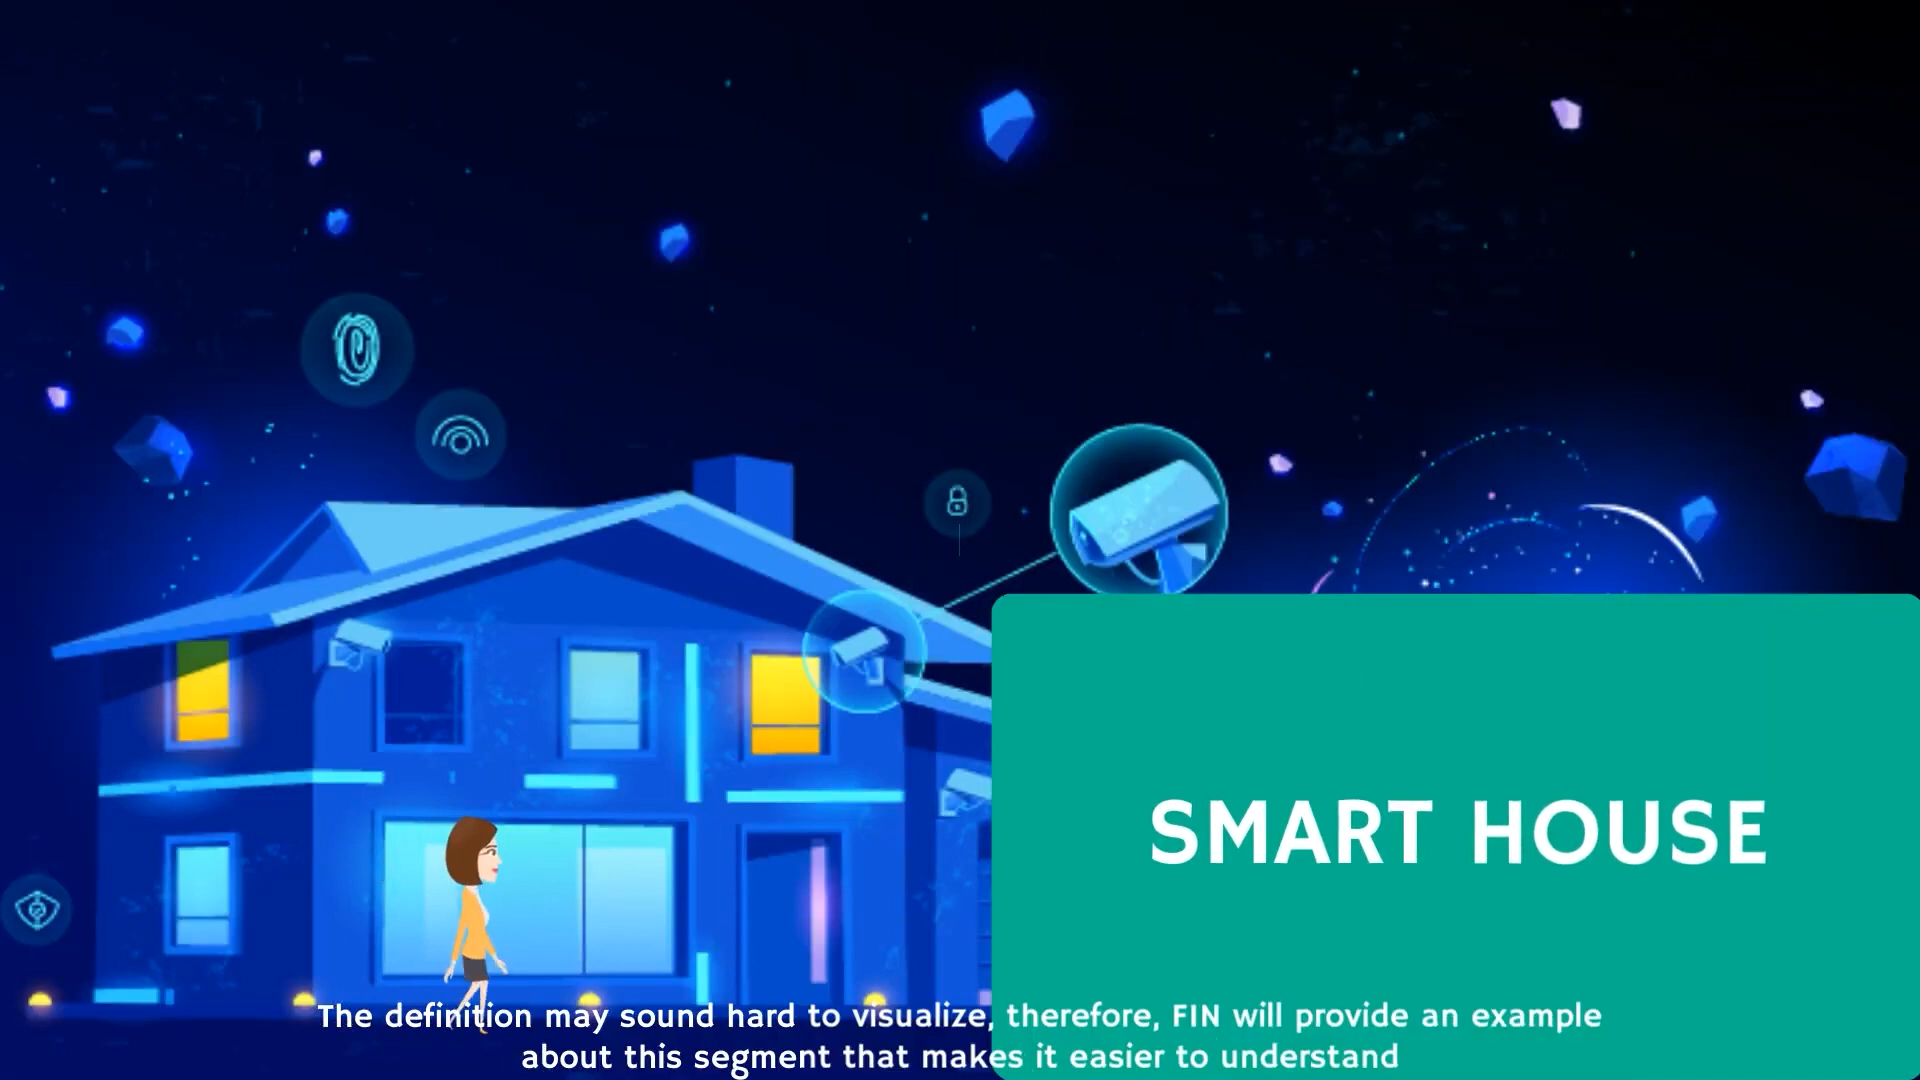 SMART HOUSE
The definition may sound hard to visualize, therefore, FIN will provide an example
about this segment that makes it easier to understand